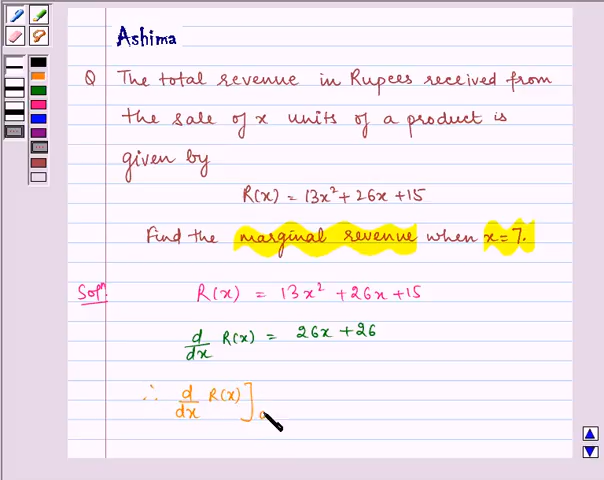 Ashima
Q The total revenue in Rupees received from
the sale of x units of a product is
given by
R(x) = 13x² + 26x + 15
Find the marginal revenue when x = 7.
Solⁿ. R(x) = 13x² + 26x + 15
d/dx R(x) = 26x + 26
∴ d/dx R(x)]